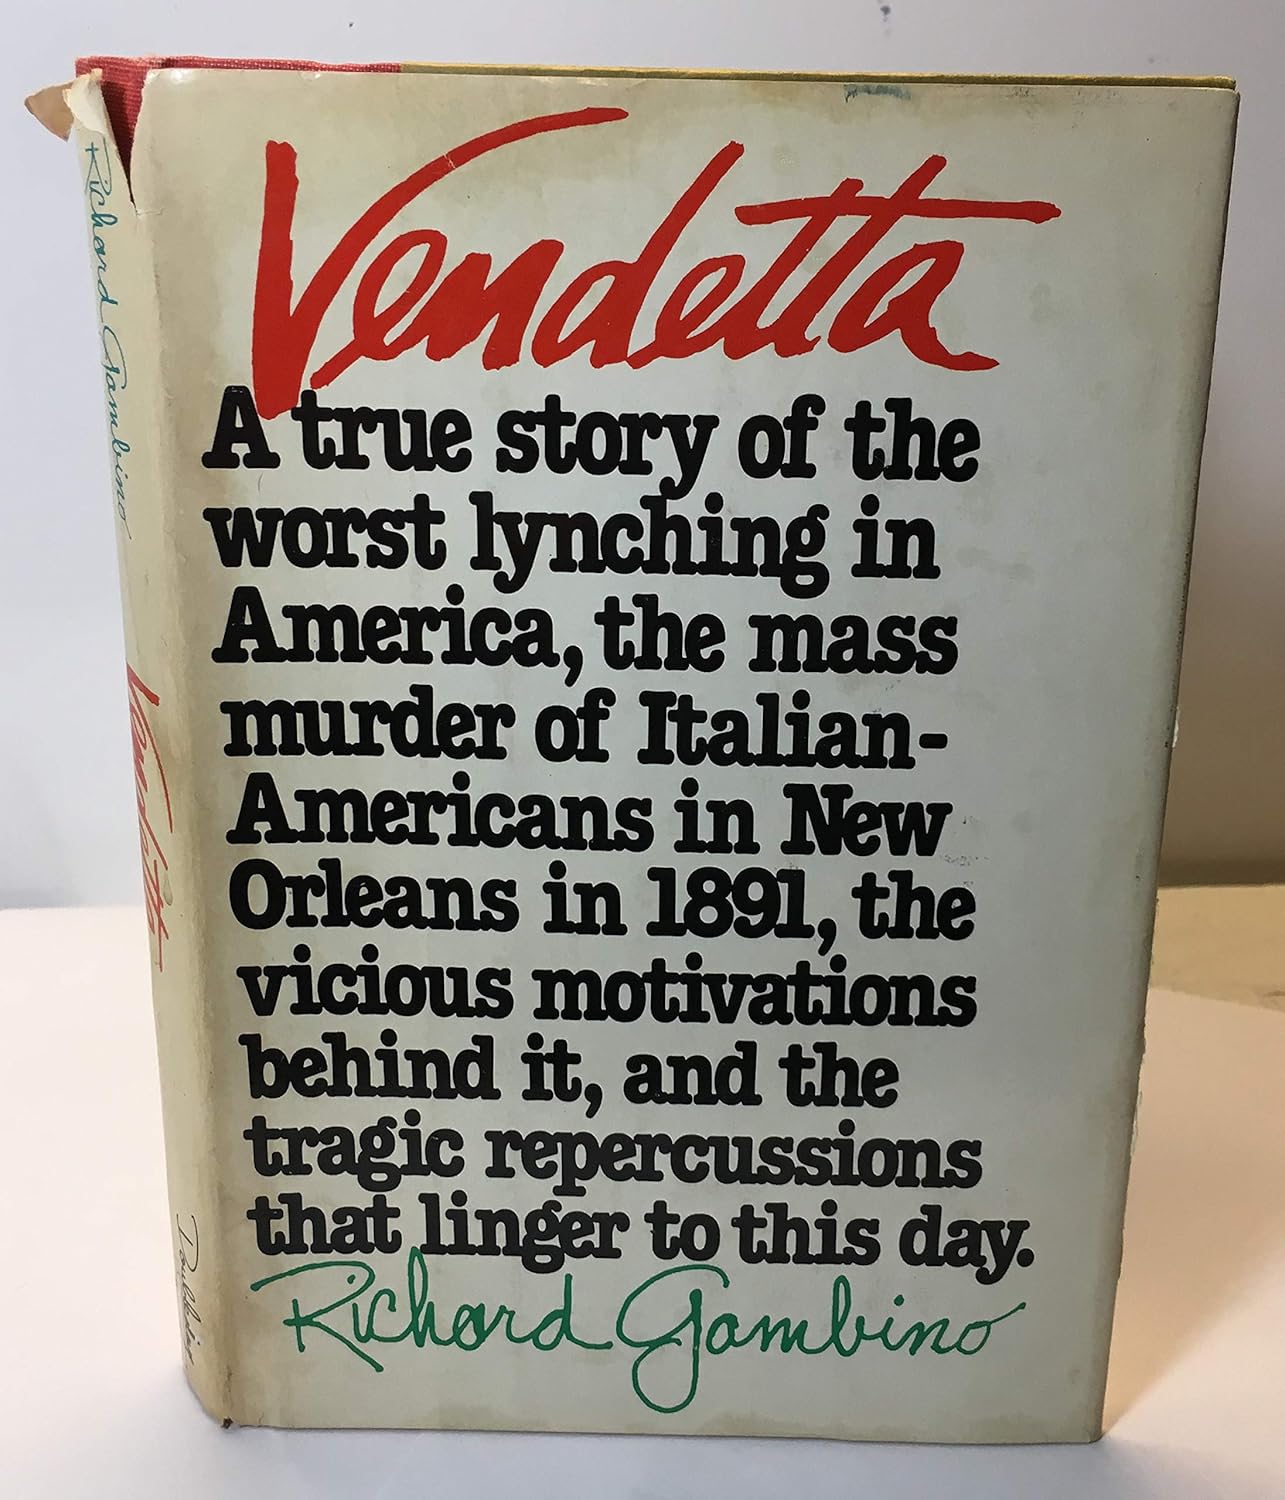 Vendetta
A true story of the
worst lynching in
America, the mass
murder of Italian-
Americans in New
Orleans in 1891, the
vicious motivations
behind it, and the
tragic repercussions
that linger to this day.
Richard Gambino
Richard Gambino
Vendetta
Doubleday